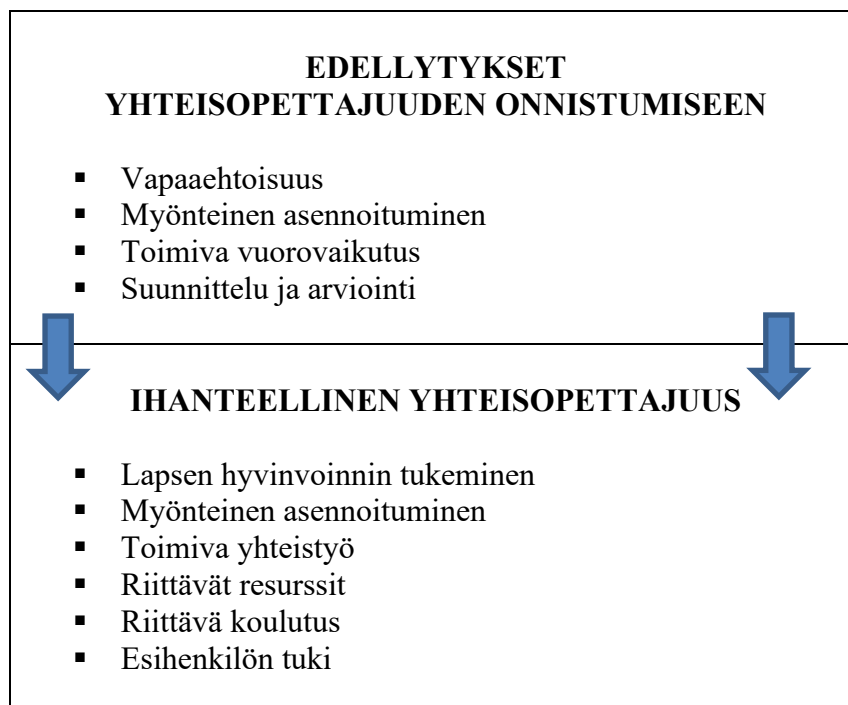 EDELLYTYKSET
YHTEISOPETTAJUUDEN ONNISTUMISEEN
▪ Vapaaehtoisuus
▪ Myönteinen asennoituminen
▪ Toimiva vuorovaikutus
▪ Suunnittelu ja arviointi
IHANTEELLINEN YHTEISOPETTAJUUS
▪ Lapsen hyvinvoinnin tukeminen
▪ Myönteinen asennoituminen
▪ Toimiva yhteistyö
▪ Riittävät resurssit
▪ Riittävä koulutus
▪ Esihenkilön tuki